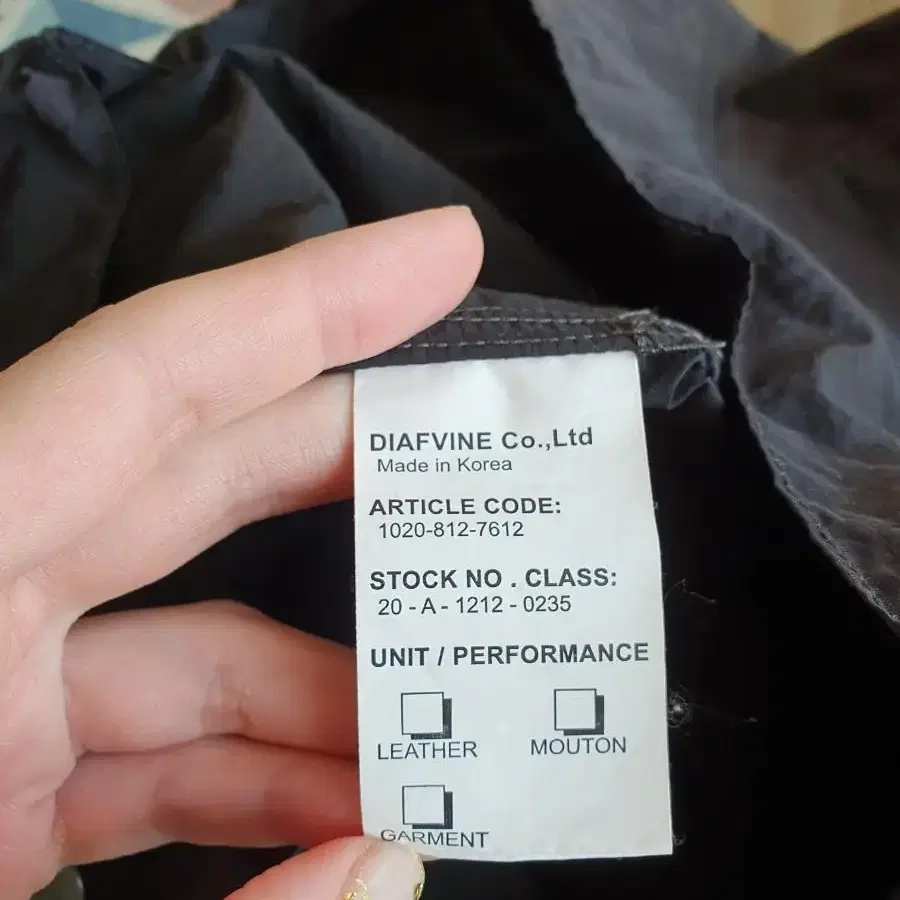 DIAFVINE Co.,Ltd
Made in Korea
ARTICLE CODE:
1020-812-7612
STOCK NO . CLASS:
20 - A - 1212 - 0235
UNIT / PERFORMANCE
LEATHER MOUTON
GARMENT